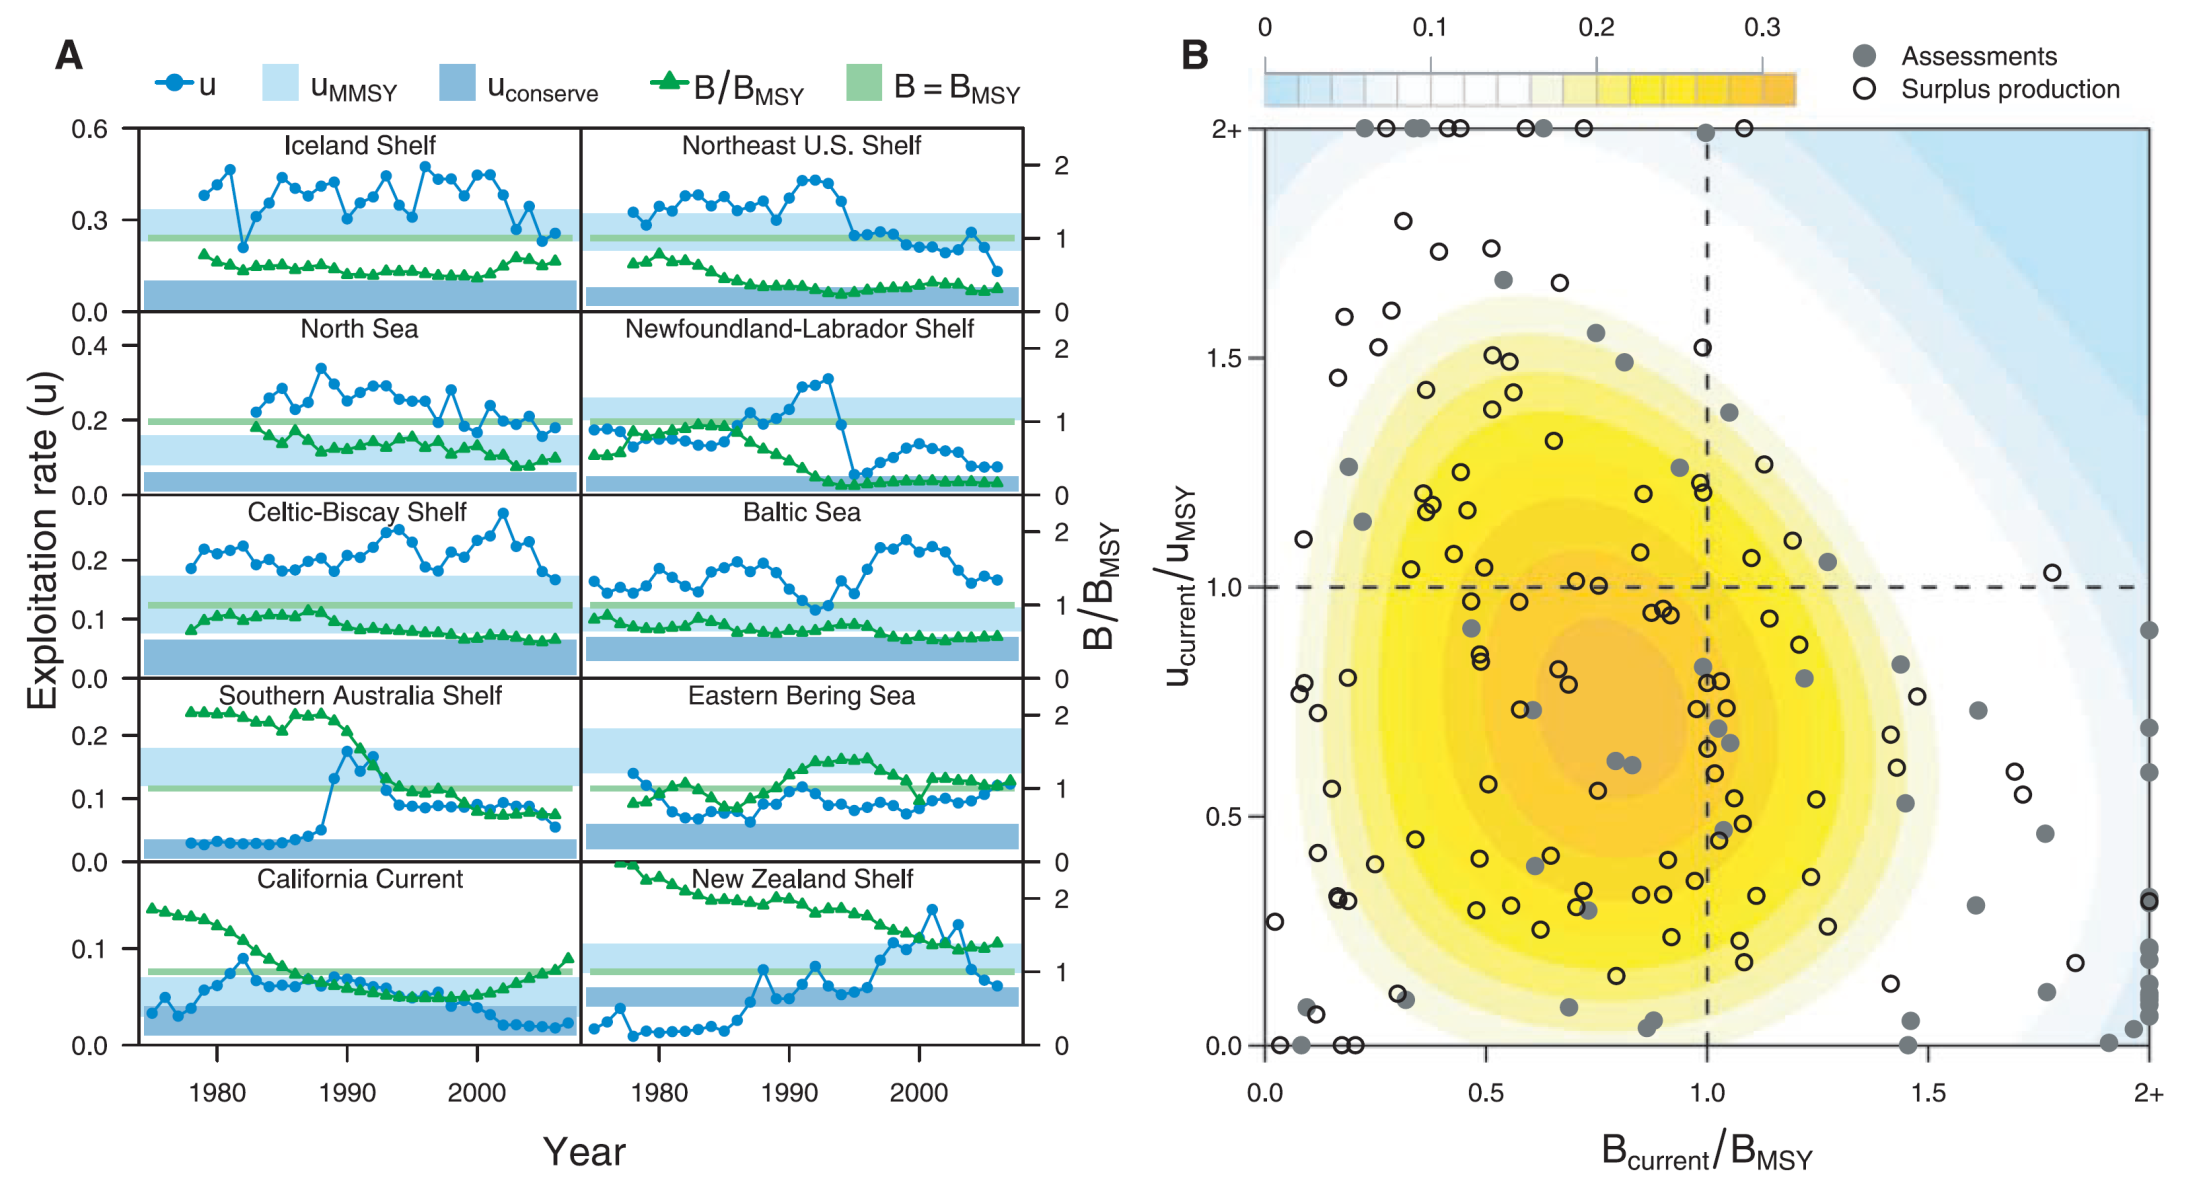 A
u
uMMSY
uconserve
B/BMSY
B = BMSY
Exploitation rate (u)
Iceland Shelf
Northeast U.S. Shelf
0.6
0.3
0.0
2
1
0
North Sea
Newfoundland-Labrador Shelf
0.4
0.2
0.0
2
1
0
Celtic-Biscay Shelf
Baltic Sea
0.2
0.1
0.0
2
1
0
Southern Australia Shelf
Eastern Bering Sea
0.2
0.1
0.0
2
1
0
California Current
New Zealand Shelf
0.1
0.0
2
1
0
1980 1990 2000 1980 1990 2000
Year
B/BMSY
B
0 0.1 0.2 0.3
Assessments
Surplus production
ucurrent/uMSY
2+
1.5
1.0
0.5
0.0
0.0 0.5 1.0 1.5 2+
Bcurrent/BMSY